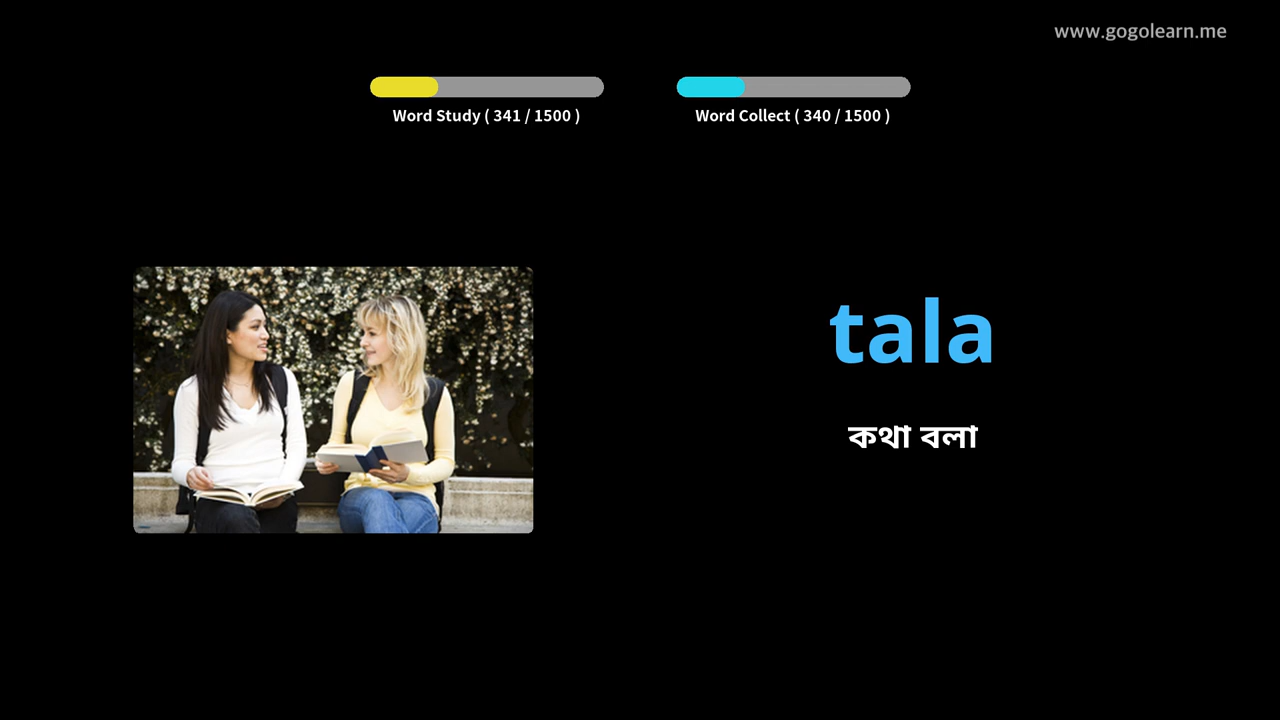 www.gogolearn.me
Word Study ( 341 / 1500 )
Word Collect ( 340 / 1500 )
tala
কথা বলা